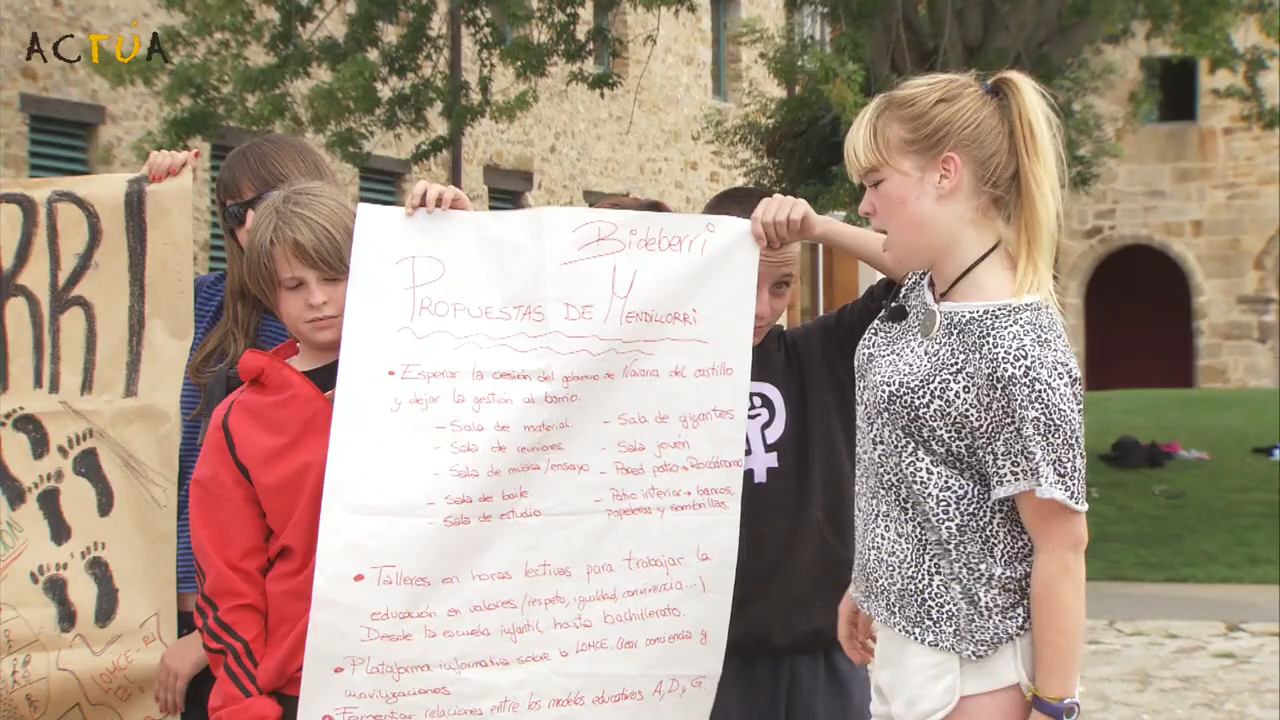 ACTÚA
RRI
Bideberri
PROPUESTAS DE MENDILLORRI
• Esperar la cesión del gobierno de Navarra del castillo
y dejar la gestión al barrio.
- Sala de material. - Sala de gigantes
- Sala de reuniones - Sala jovén
- Sala de música/ensayo - Pared patio → Rocódromo
- Sala de baile. - Patio interior → bancos,
- Sala de estudio papeleras y sombrillas.
• Talleres en horas lectivas para trabajar la
educación en valores (respeto, igualdad, convivencia...)
Desde la escuela infantil hasta bachillerato.
• Plataforma informativa sobre la LOMCE. Crear conciencia y
movilizaciones
• Fomentar relaciones entre los modelos educativos A, D y G.
LOMCE-RI